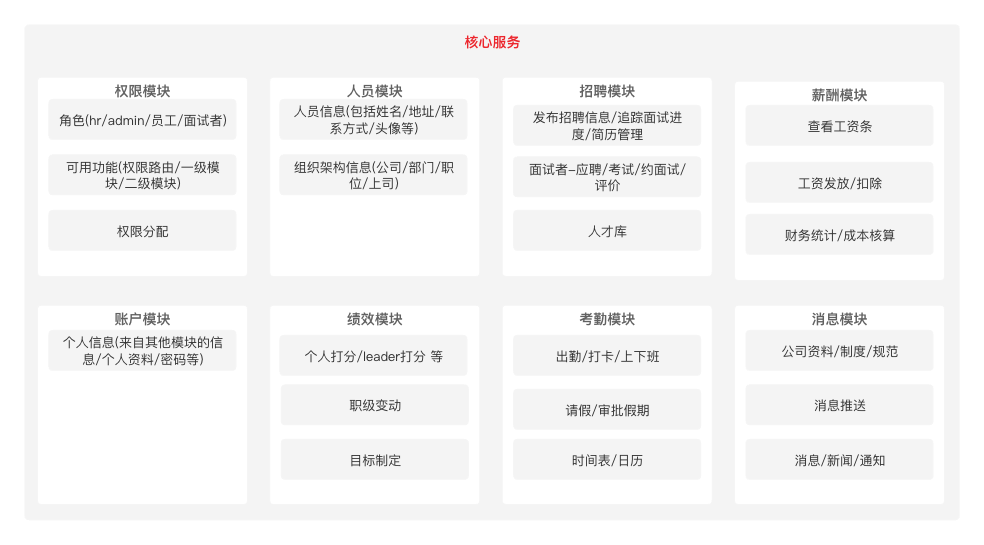 核心服务
权限模块
角色(hr/admin/员工/面试者)
可用功能(权限路由/一级模
块/二级模块)
权限分配
人员模块
人员信息(包括姓名/地址/联
系方式/头像等)
组织架构信息(公司/部门/职
位/上司)
招聘模块
发布招聘信息/追踪面试进
度/简历管理
面试者–应聘/考试/约面试/
评价
人才库
薪酬模块
查看工资条
工资发放/扣除
财务统计/成本核算
账户模块
个人信息(来自其他模块的信
息/个人资料/密码等)
绩效模块
个人打分/leader打分 等
职级变动
目标制定
考勤模块
出勤/打卡/上下班
请假/审批假期
时间表/日历
消息模块
公司资料/制度/规范
消息推送
消息/新闻/通知